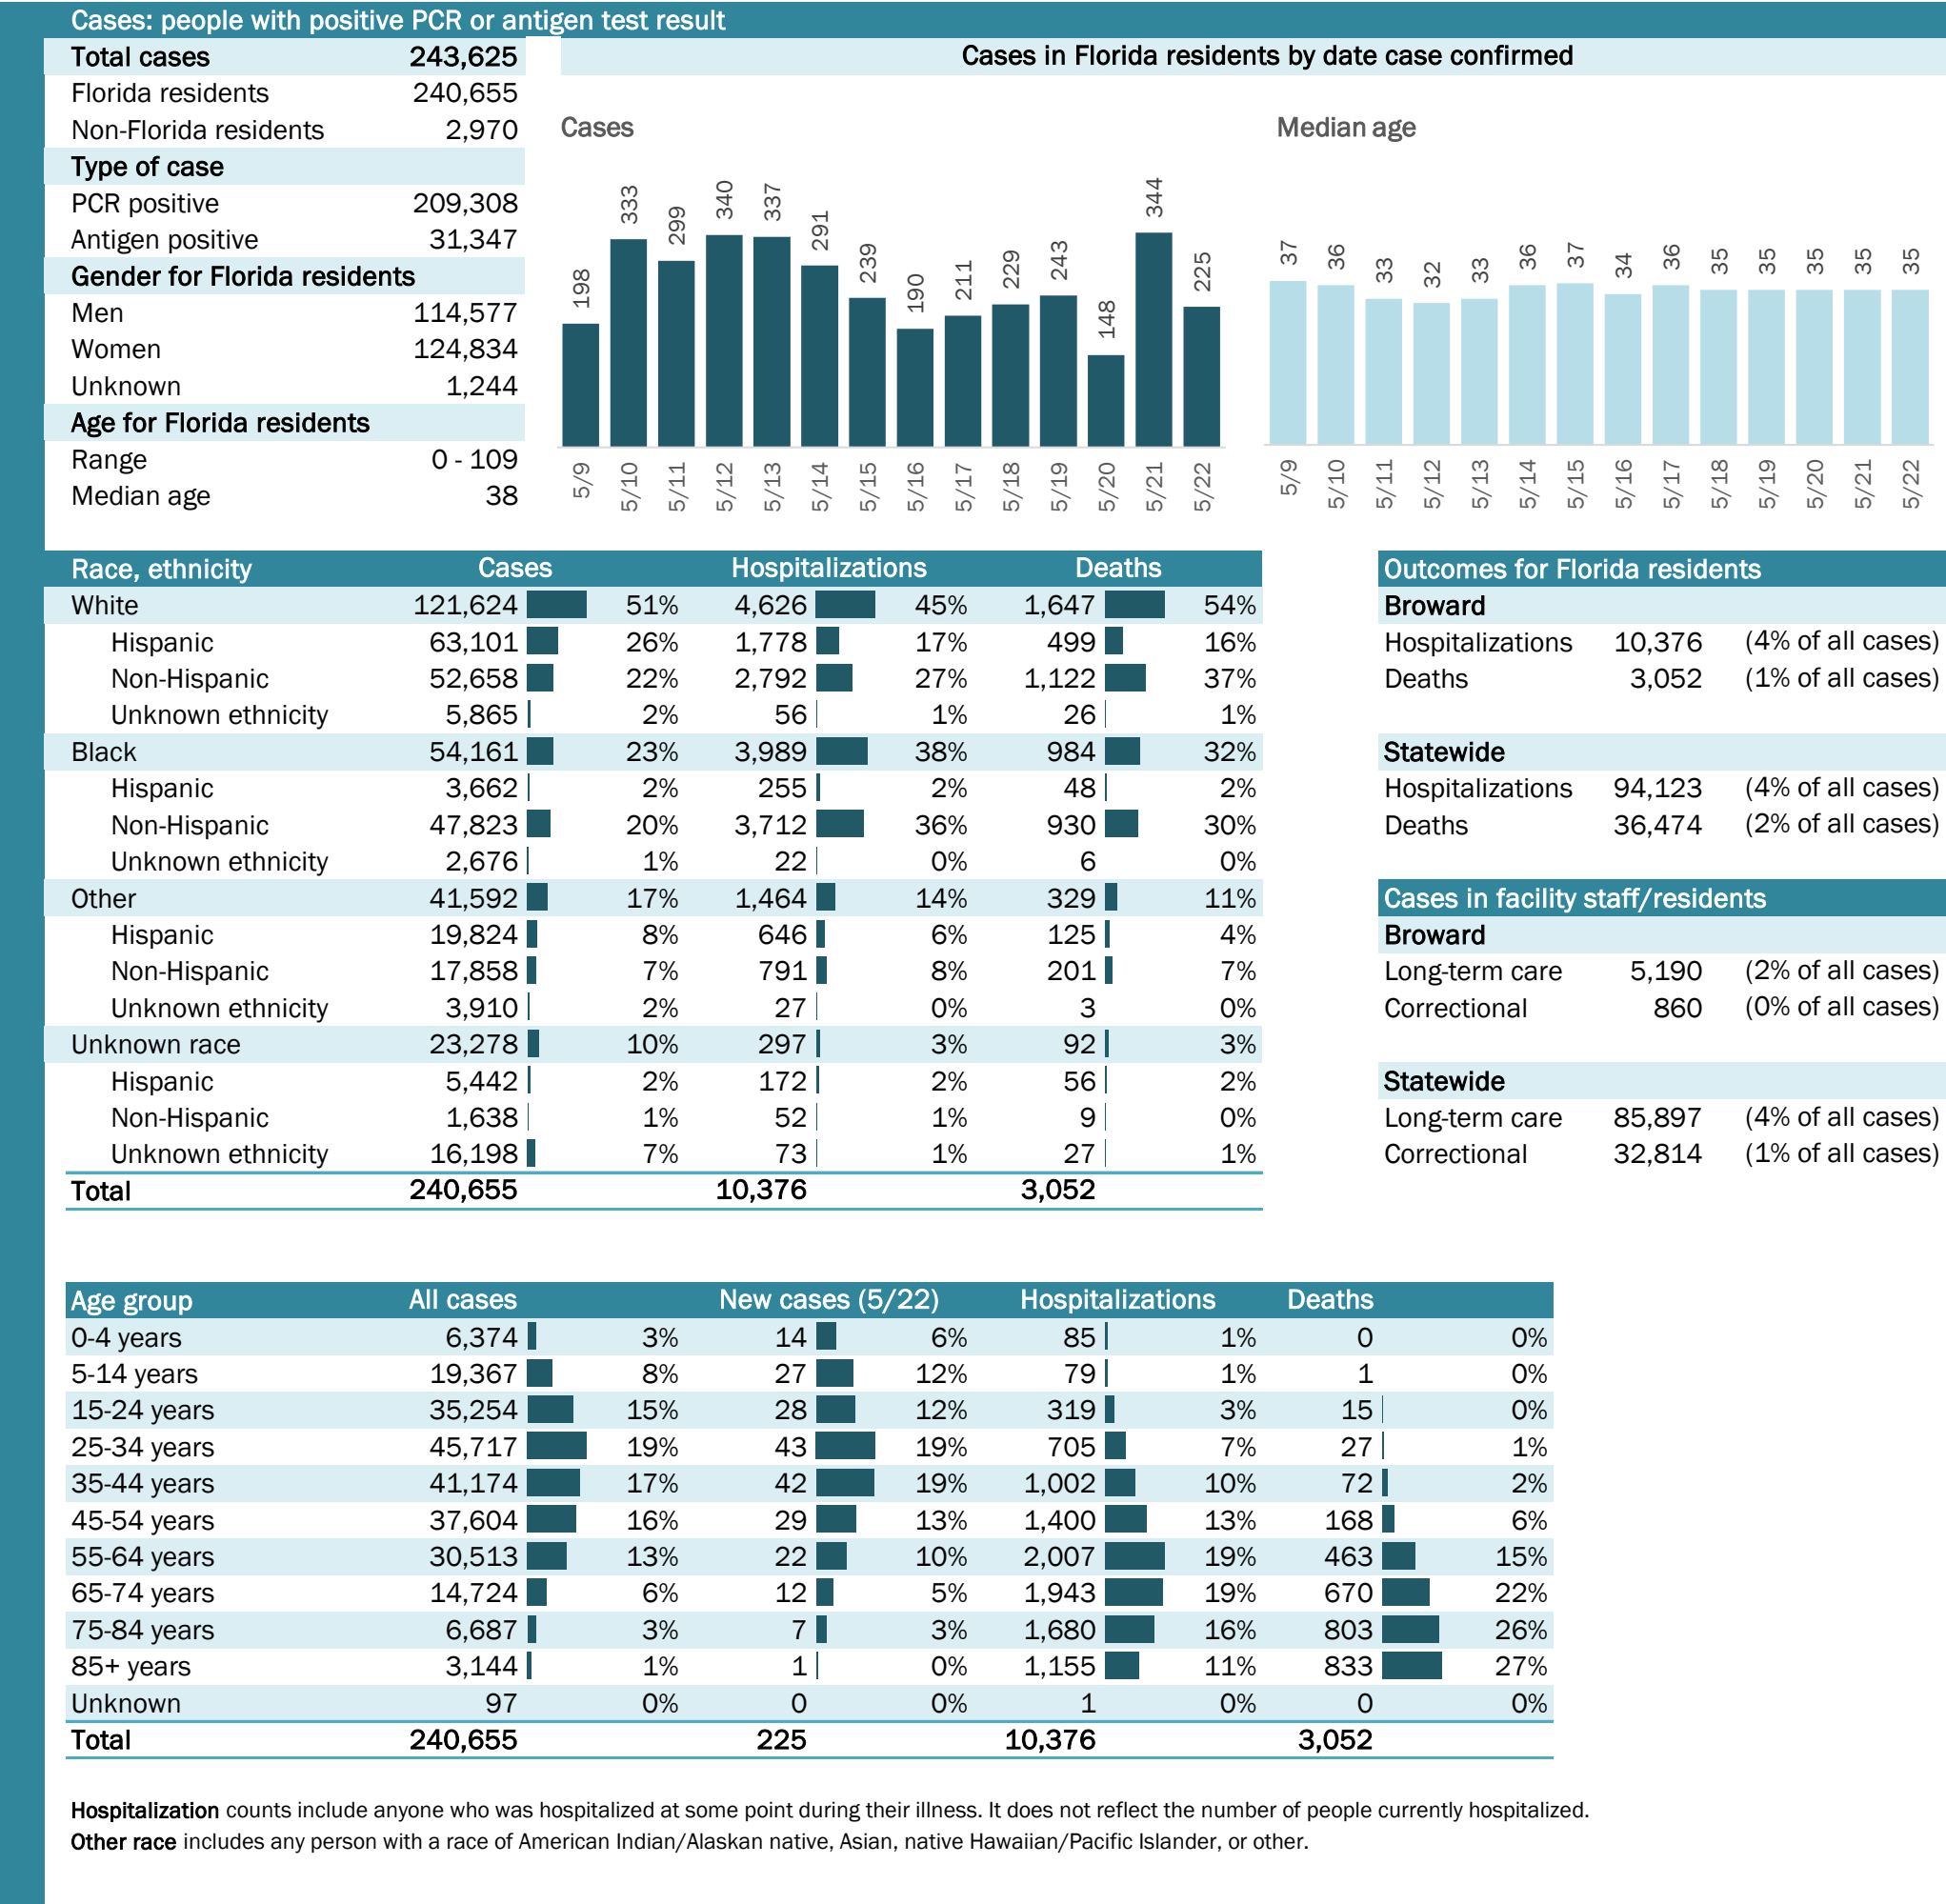 Cases: people with positive PCR or antigen test result
Total cases 243,625
Florida residents 240,655
Non-Florida residents 2,970
Type of case
PCR positive 209,308
Antigen positive 31,347
Gender for Florida residents
Men 114,577
Women 124,834
Unknown 1,244
Age for Florida residents
Range 0 - 109
Median age 38
Cases in Florida residents by date case confirmed
Cases
198 333 299 340 337 291 239 190 211 229 243 148 344 225
5/9 5/10 5/11 5/12 5/13 5/14 5/15 5/16 5/17 5/18 5/19 5/20 5/21 5/22
Median age
37 36 33 32 33 36 37 34 36 35 35 35 35 35
5/9 5/10 5/11 5/12 5/13 5/14 5/15 5/16 5/17 5/18 5/19 5/20 5/21 5/22
Race, ethnicity Cases Hospitalizations Deaths
White 121,624 51% 4,626 45% 1,647 54%
Hispanic 63,101 26% 1,778 17% 499 16%
Non-Hispanic 52,658 22% 2,792 27% 1,122 37%
Unknown ethnicity 5,865 2% 56 1% 26 1%
Black 54,161 23% 3,989 38% 984 32%
Hispanic 3,662 2% 255 2% 48 2%
Non-Hispanic 47,823 20% 3,712 36% 930 30%
Unknown ethnicity 2,676 1% 22 0% 6 0%
Other 41,592 17% 1,464 14% 329 11%
Hispanic 19,824 8% 646 6% 125 4%
Non-Hispanic 17,858 7% 791 8% 201 7%
Unknown ethnicity 3,910 2% 27 0% 3 0%
Unknown race 23,278 10% 297 3% 92 3%
Hispanic 5,442 2% 172 2% 56 2%
Non-Hispanic 1,638 1% 52 1% 9 0%
Unknown ethnicity 16,198 7% 73 1% 27 1%
Total 240,655 10,376 3,052
Outcomes for Florida residents
Broward
Hospitalizations 10,376 (4% of all cases)
Deaths 3,052 (1% of all cases)
Statewide
Hospitalizations 94,123 (4% of all cases)
Deaths 36,474 (2% of all cases)
Cases in facility staff/residents
Broward
Long-term care 5,190 (2% of all cases)
Correctional 860 (0% of all cases)
Statewide
Long-term care 85,897 (4% of all cases)
Correctional 32,814 (1% of all cases)
Age group All cases New cases (5/22) Hospitalizations Deaths
0-4 years 6,374 3% 14 6% 85 1% 0 0%
5-14 years 19,367 8% 27 12% 79 1% 1 0%
15-24 years 35,254 15% 28 12% 319 3% 15 0%
25-34 years 45,717 19% 43 19% 705 7% 27 1%
35-44 years 41,174 17% 42 19% 1,002 10% 72 2%
45-54 years 37,604 16% 29 13% 1,400 13% 168 6%
55-64 years 30,513 13% 22 10% 2,007 19% 463 15%
65-74 years 14,724 6% 12 5% 1,943 19% 670 22%
75-84 years 6,687 3% 7 3% 1,680 16% 803 26%
85+ years 3,144 1% 1 0% 1,155 11% 833 27%
Unknown 97 0% 0 0% 1 0% 0 0%
Total 240,655 225 10,376 3,052
Hospitalization counts include anyone who was hospitalized at some point during their illness. It does not reflect the number of people currently hospitalized.
Other race includes any person with a race of American Indian/Alaskan native, Asian, native Hawaiian/Pacific Islander, or other.